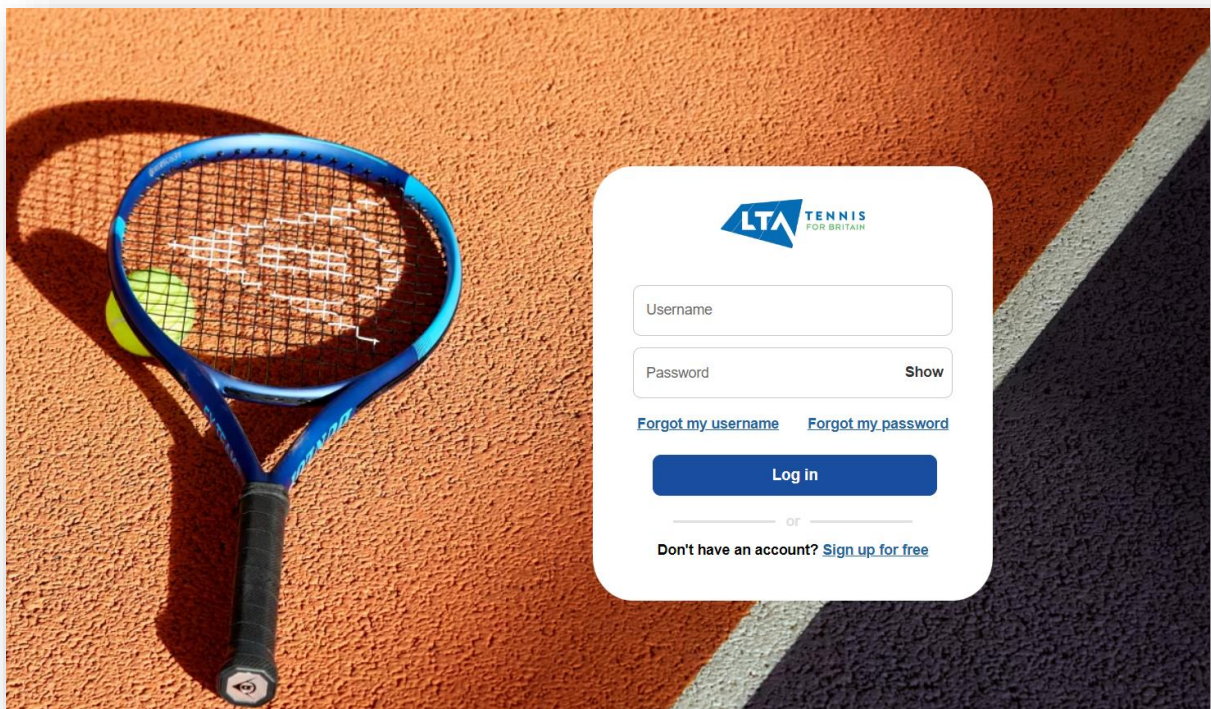 LTA TENNIS
FOR BRITAIN
Username
Password Show
Forgot my username Forgot my password
Log in
or
Don't have an account? Sign up for free